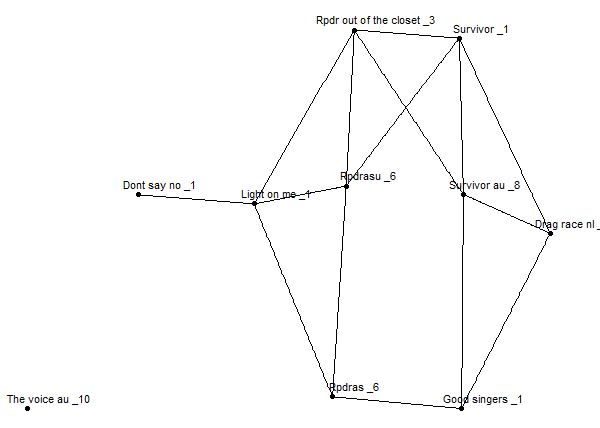 Rpdr out of the closet _3
Survivor _1
Rpdrasu _6
Dont say no _1
Light on me _1
Survivor au _8
Drag race nl _
Rpdras _6
The voice au _10
Good singers _1